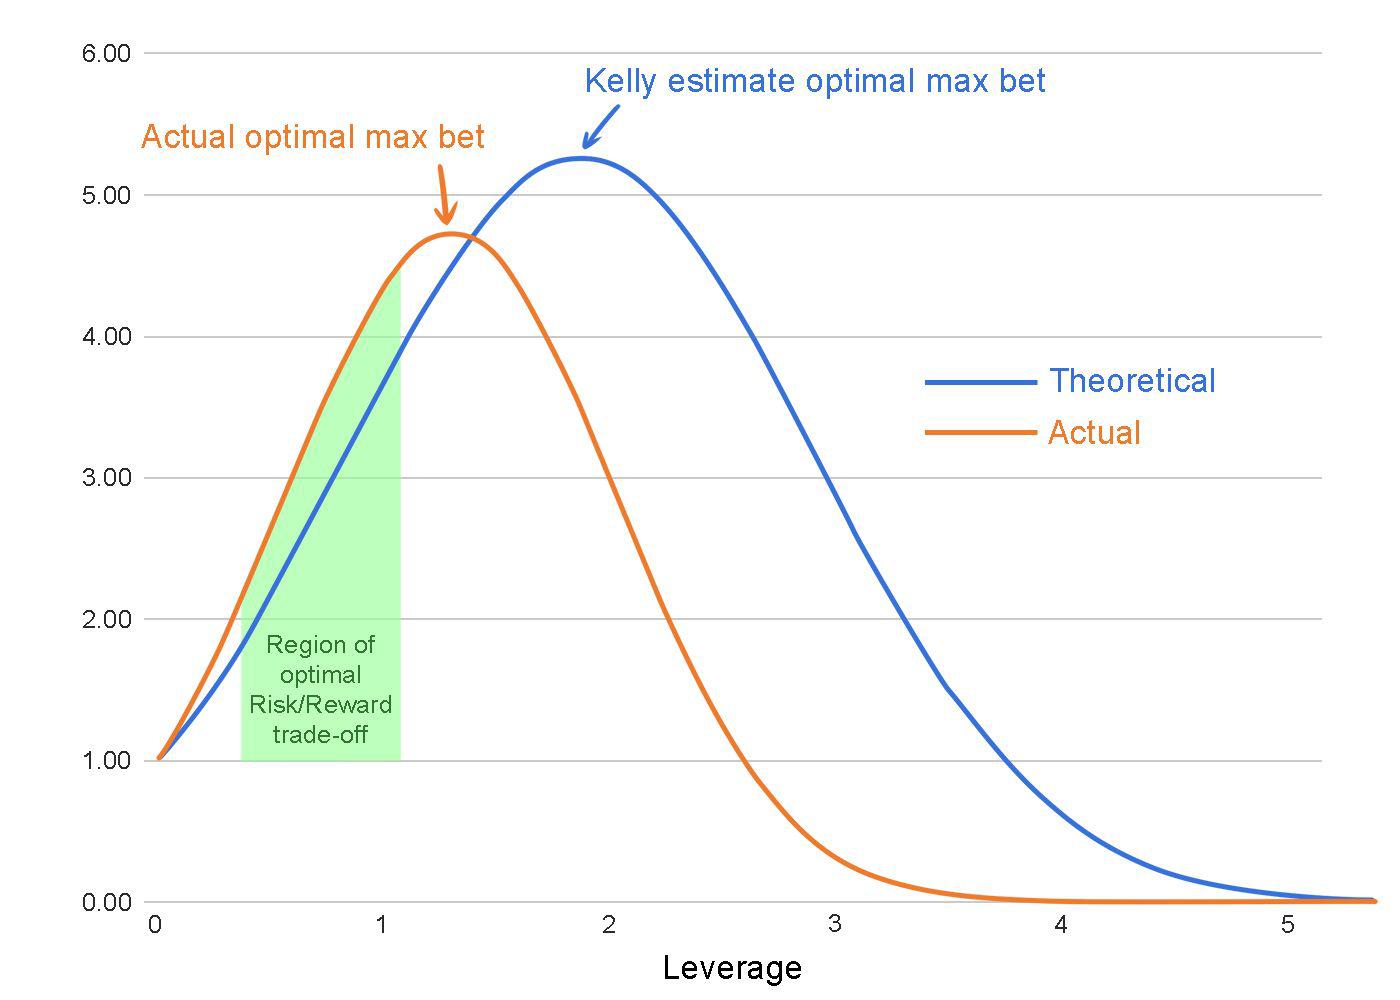 6.00
Kelly estimate optimal max bet
Actual optimal max bet
5.00
4.00
Theoretical
Actual
3.00
2.00
Region of
optimal
Risk/Reward
trade-off
1.00
0.00
0 1 2 3 4 5
Leverage